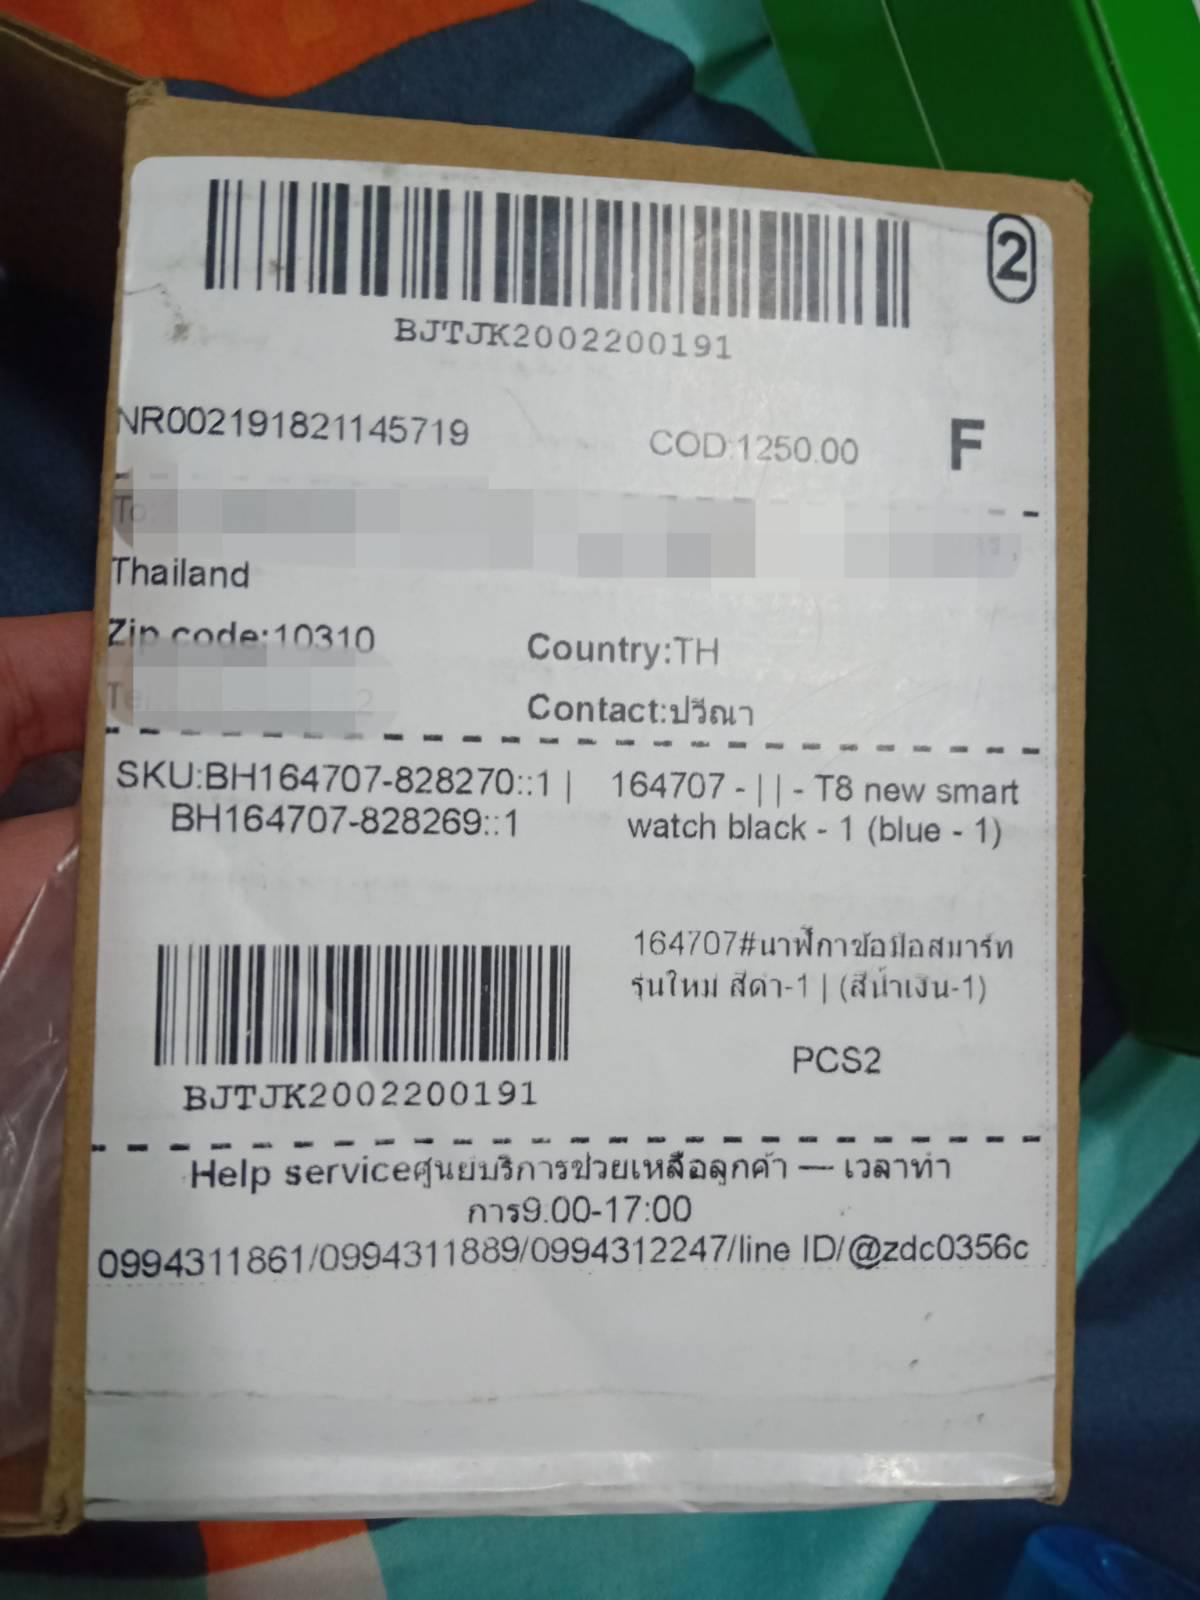 2
BJTJK2002200191
NR002191821145719 COD:1250.00 F
To:
Thailand
Zip code:10310 Country:TH
Contact:ปวีณา
SKU:BH164707-828270::1 | 164707 - | | - T8 new smart
BH164707-828269::1 watch black - 1 (blue - 1)
164707#นาฬิกาข้อมือสมาร์ท
รุ่นใหม่ สีดำ-1 | (สีน้ำเงิน-1)
PCS2
BJTJK2002200191
Help serviceศูนย์บริการช่วยเหลือลูกค้า — เวลาทำ
การ9.00-17:00
0994311861/0994311889/0994312247/line ID/@zdc0356c